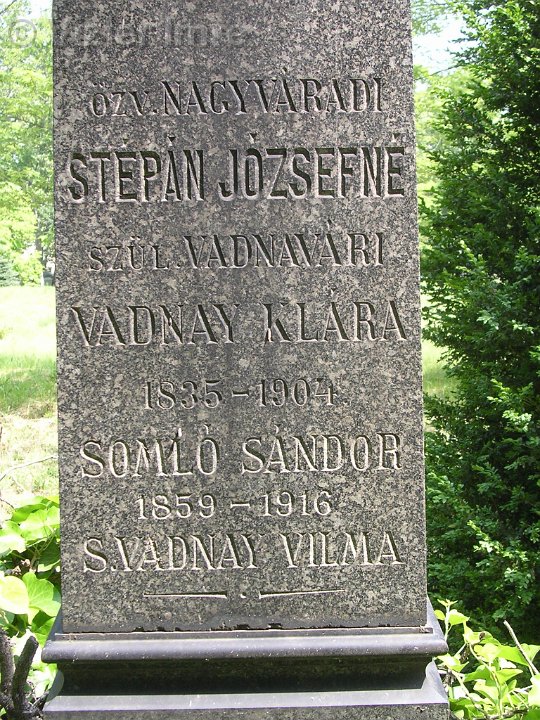 ÖZV. NAGYVÁRADI
STEPÁN JÓZSEFNÉ
SZÜL. VADNAVÁRI
VADNAY KLÁRA
1835-1904
SOMLÓ SÁNDOR
1859-1916
S. VADNAY VILMA